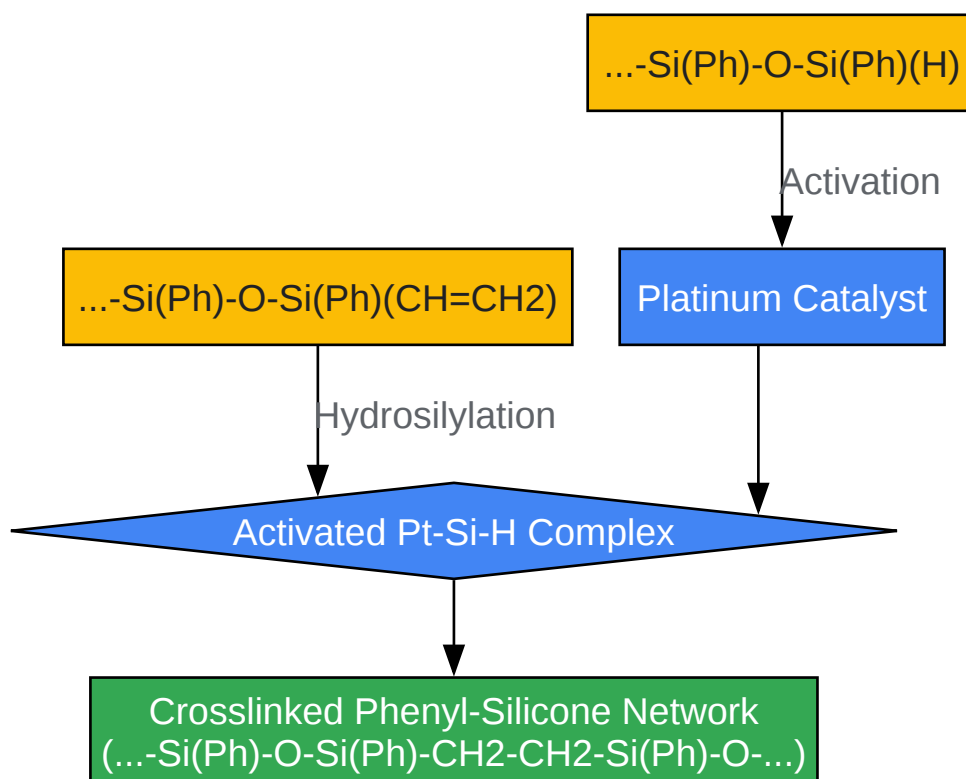 ...-Si(Ph)-O-Si(Ph)(H)
Activation
...-Si(Ph)-O-Si(Ph)(CH=CH2)
Platinum Catalyst
Hydrosilylation
Activated Pt-Si-H Complex
Crosslinked Phenyl-Silicone Network
(...-Si(Ph)-O-Si(Ph)-CH2-CH2-Si(Ph)-O-...)